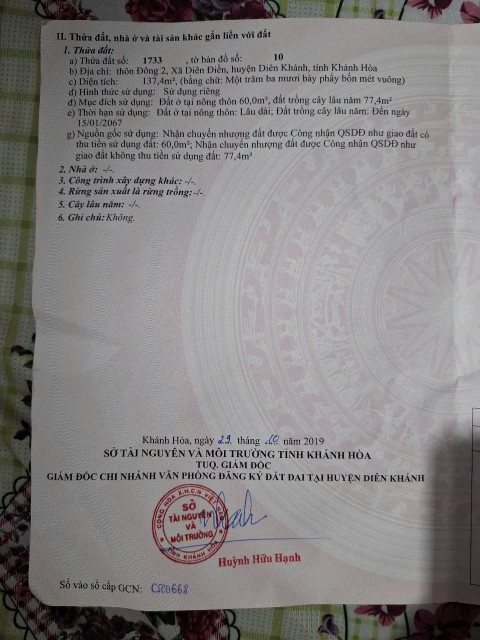 II. Thửa đất, nhà ở và tài sản khác gắn liền với đất
1. Thửa đất:
a) Thửa đất số: 1733 , tờ bản đồ số: 10
b) Địa chỉ: thôn Đông 2, Xã Diên Điền, huyện Diên Khánh, tỉnh Khánh Hòa
c) Diện tích: 137,4m², (bằng chữ: Một trăm ba mươi bảy phẩy bốn mét vuông)
d) Hình thức sử dụng: Sử dụng riêng
đ) Mục đích sử dụng: Đất ở tại nông thôn 60,0m², đất trồng cây lâu năm 77,4m²
e) Thời hạn sử dụng: Đất ở tại nông thôn: Lâu dài; Đất trồng cây lâu năm: Đến ngày
15/01/2067
g) Nguồn gốc sử dụng: Nhận chuyển nhượng đất được Công nhận QSDĐ như giao đất có
thu tiền sử dụng đất: 60,0m²; Nhận chuyển nhượng đất được Công nhận QSDĐ như
giao đất không thu tiền sử dụng đất: 77,4m²
2. Nhà ở: -/-
3. Công trình xây dựng khác: -/-
4. Rừng sản xuất là rừng trồng:-/-
5. Cây lâu năm: -/-
6. Ghi chú: Không.
Khánh Hòa, ngày 29 tháng 10 năm 2019
SỞ TÀI NGUYÊN VÀ MÔI TRƯỜNG TỈNH KHÁNH HÒA
TUQ. GIÁM ĐỐC
GIÁM ĐỐC CHI NHÁNH VĂN PHÒNG ĐĂNG KÝ ĐẤT ĐAI TẠI HUYỆN DIÊN KHÁNH
CỘNG HÒA X.H.C.N VIỆT NAM
SỞ
TÀI NGUYÊN
VÀ
MÔI TRƯỜNG
TỈNH KHÁNH HÒA
Huỳnh Hữu Hạnh
Số vào sổ cấp GCN: CS00668